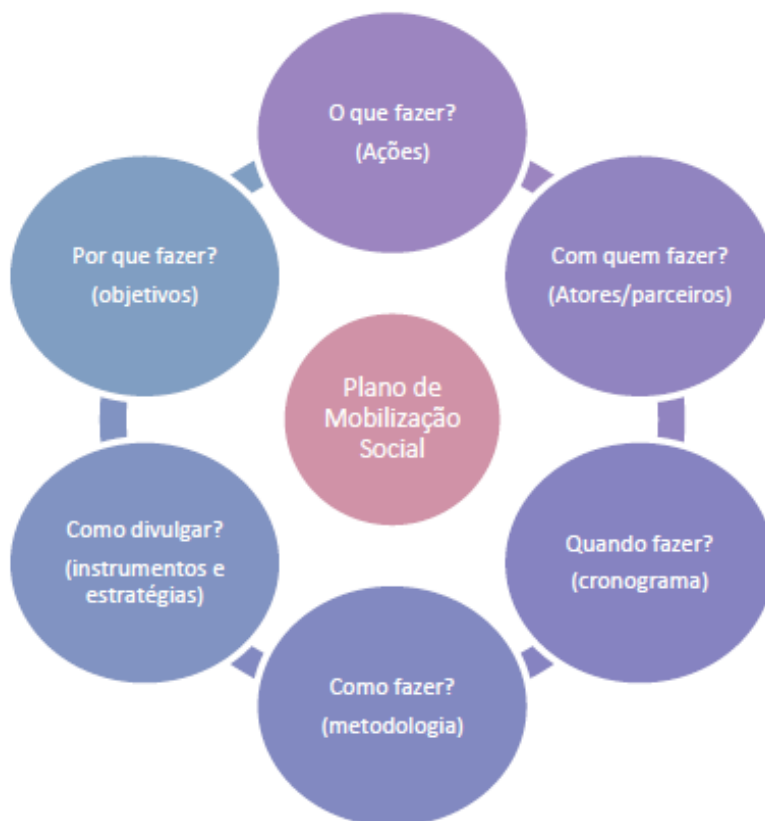 O que fazer?
(Ações)
Com quem fazer?
(Atores/parceiros)
Quando fazer?
(cronograma)
Como fazer?
(metodologia)
Como divulgar?
(instrumentos e
estratégias)
Por que fazer?
(objetivos)
Plano de
Mobilização
Social